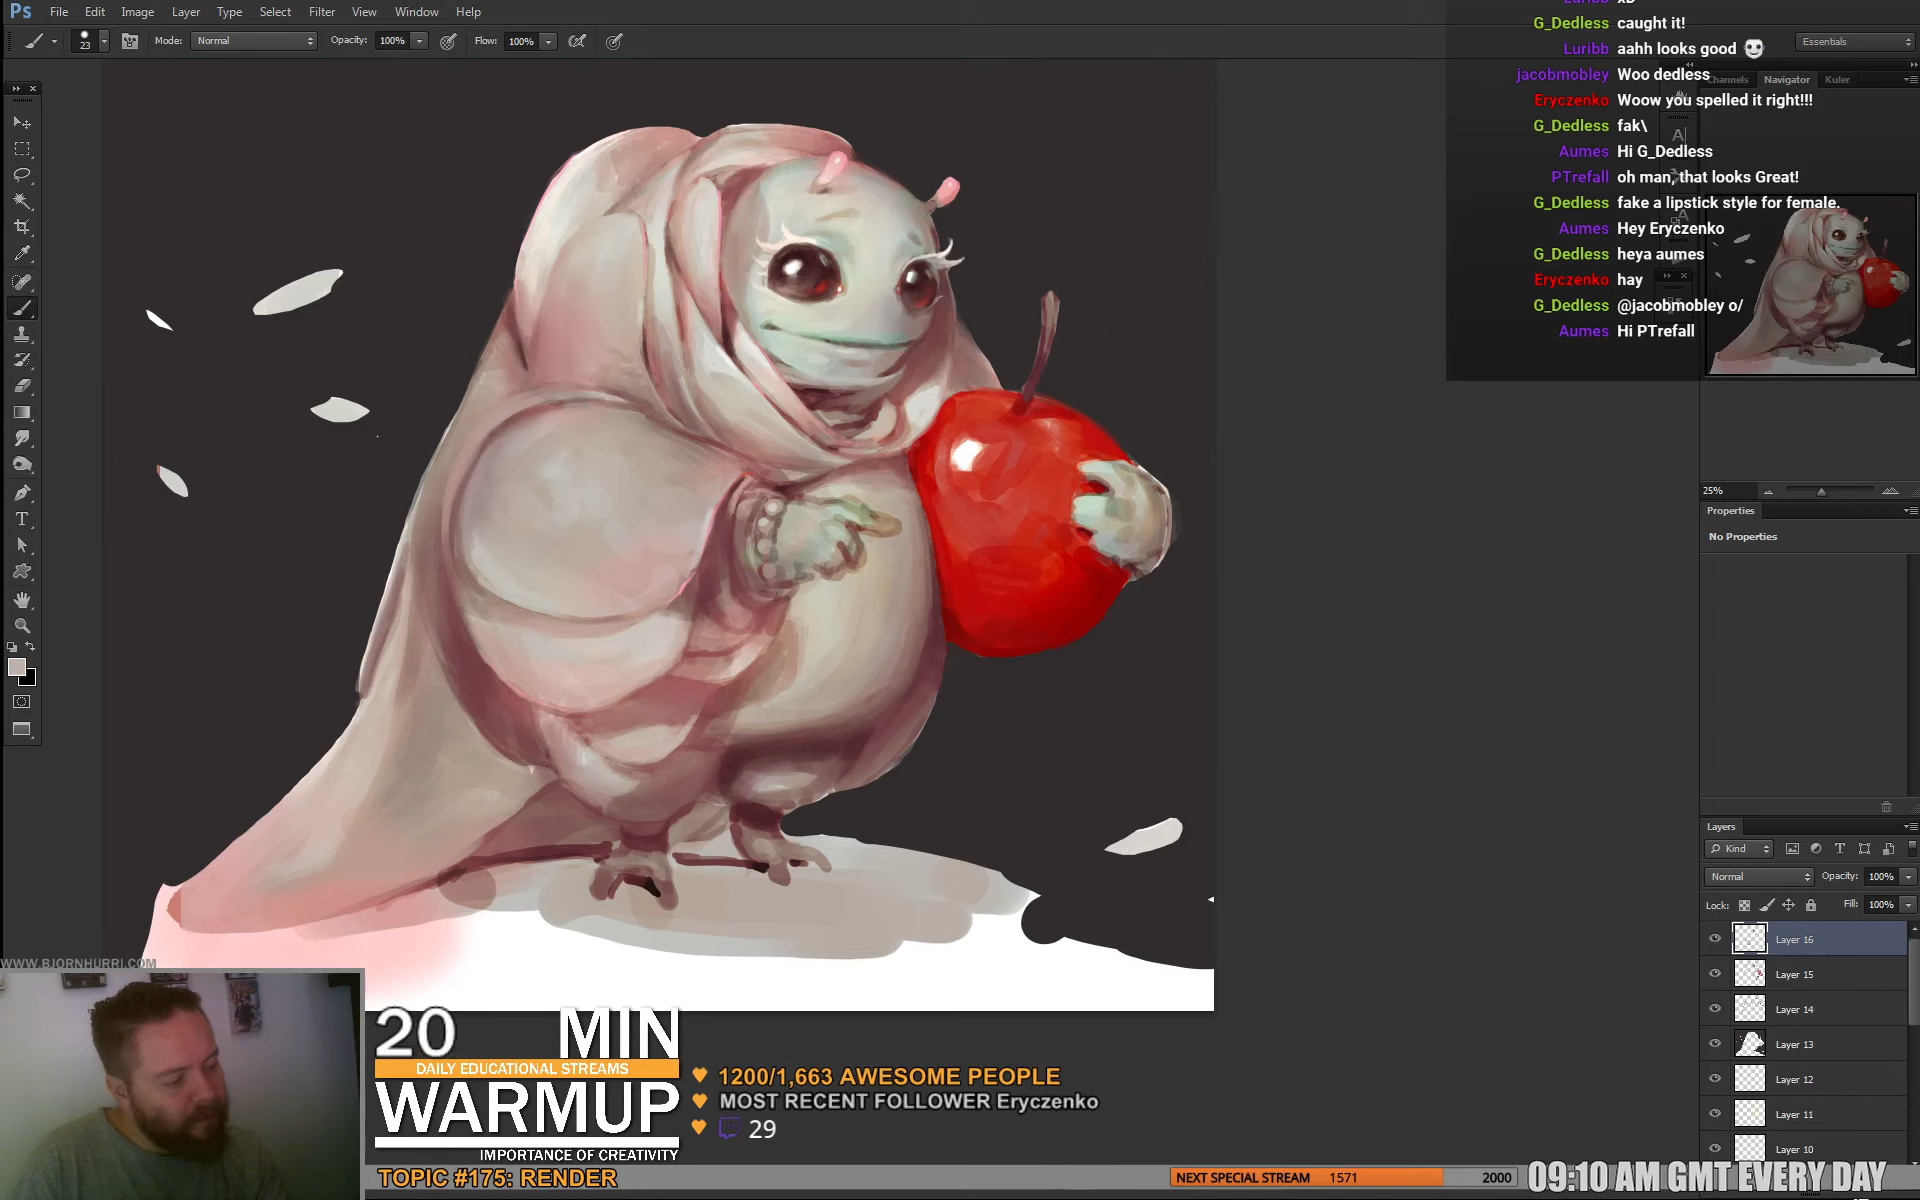 Ps File Edit Image Layer Type Select Filter View Window Help
23 Mode: Normal Opacity: 100% Flow: 100% Essentials
G_Dedless caught it!
Luribb aahh looks good
jacobmobley Woo dedless
Eryczenko Woow you spelled it right!!!
G_Dedless fak\
Aumes Hi G_Dedless
PTrefall oh man, that looks Great!
G_Dedless fake a lipstick style for female.
Aumes Hey Eryczenko
G_Dedless heya aumes
Eryczenko hay
G_Dedless @jacobmobley o/
Aumes Hi PTrefall
Channels Navigator Kuler
25%
Properties
No Properties
Layers
Kind
Normal Opacity: 100%
Lock: Fill: 100%
Layer 16
Layer 15
Layer 14
Layer 13
Layer 12
Layer 11
Layer 10
WWW.BJORNHURRI.COM
20 MIN
DAILY EDUCATIONAL STREAMS
WARMUP
IMPORTANCE OF CREATIVITY
TOPIC #175: RENDER
1200/1,663 AWESOME PEOPLE
MOST RECENT FOLLOWER Eryczenko
29
NEXT SPECIAL STREAM 1571 2000
09:10 AM GMT EVERY DAY